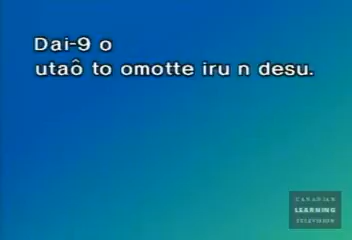 Dai-9 o
utaô to omotte iru n desu.
CANADIAN
LEARNING
TELEVISION